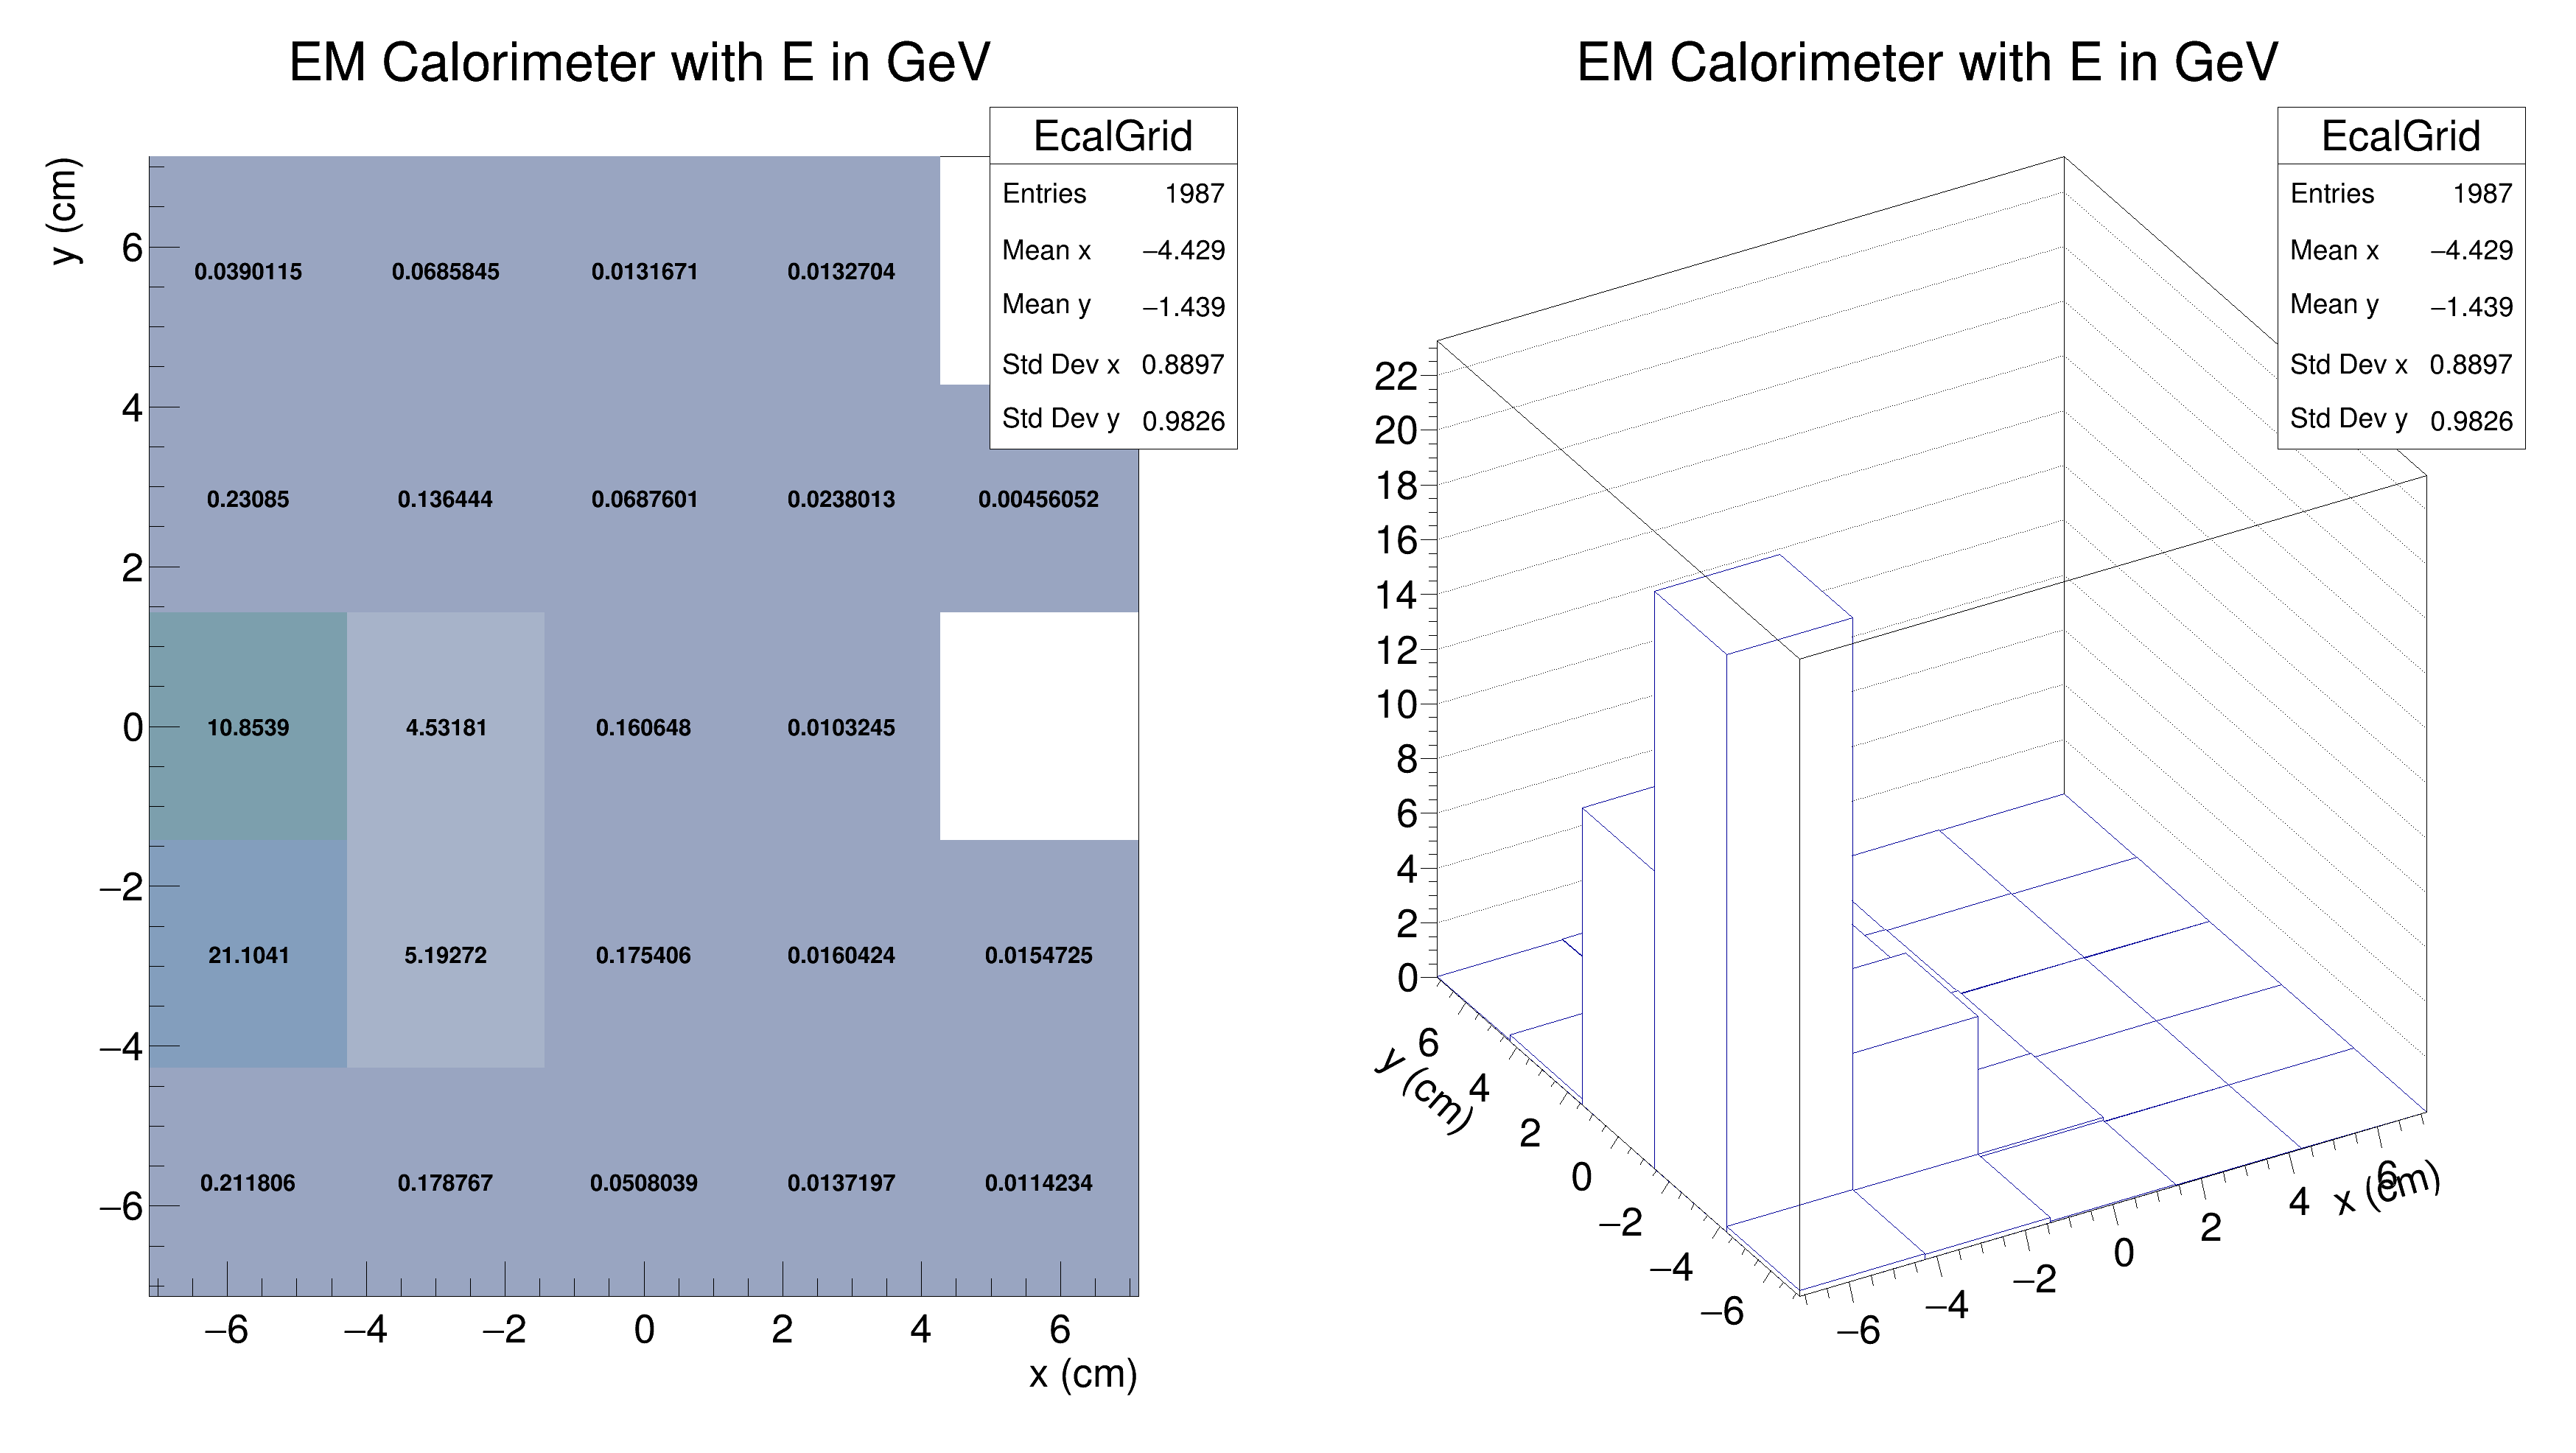 EM Calorimeter with E in GeV
EcalGrid
Entries 1987
Mean x −4.429
Mean y −1.439
Std Dev x 0.8897
Std Dev y 0.9826
y (cm)
6
4
2
0
−2
−4
−6
0.0390115 0.0685845 0.0131671 0.0132704
0.23085 0.136444 0.0687601 0.0238013 0.00456052
10.8539 4.53181 0.160648 0.0103245
21.1041 5.19272 0.175406 0.0160424 0.0154725
0.211806 0.178767 0.0508039 0.0137197 0.0114234
−6 −4 −2 0 2 4 6
x (cm)
EM Calorimeter with E in GeV
EcalGrid
Entries 1987
Mean x −4.429
Mean y −1.439
Std Dev x 0.8897
Std Dev y 0.9826
22
20
18
16
14
12
10
8
6
4
2
0
y (cm)
6
4
2
0
−2
−4
−6
−6
−4
−2
0
2
4
6
x (cm)